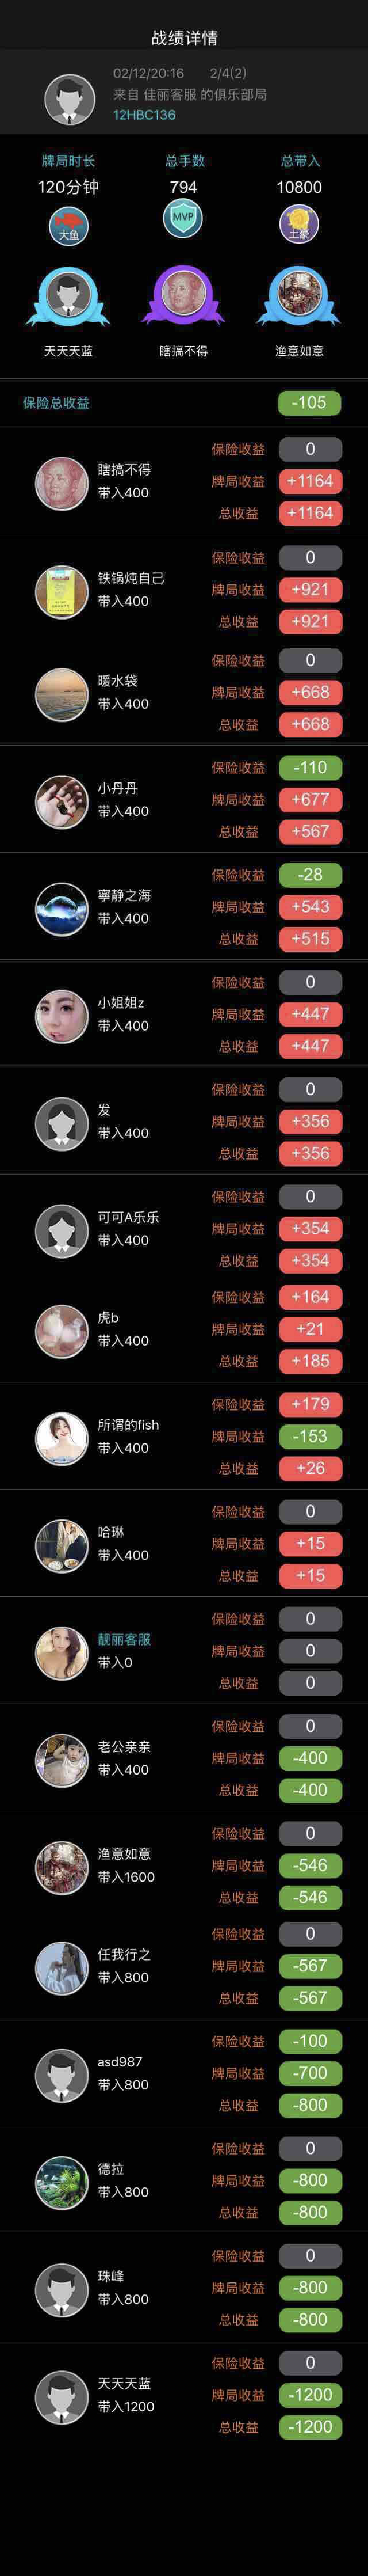 战绩详情
02/12/20:16 2/4(2)
来自 佳丽客服 的俱乐部局
12HBC136
牌局时长 总手数 总带入
120分钟 794 10800
大鱼 MVP 土豪
天天天蓝 瞎搞不得 渔意如意
保险总收益 -105
保险收益 0
瞎搞不得
牌局收益 +1164
带入400
总收益 +1164
保险收益 0
铁锅炖自己
牌局收益 +921
带入400
总收益 +921
保险收益 0
暖水袋
牌局收益 +668
带入400
总收益 +668
保险收益 -110
小丹丹
牌局收益 +677
带入400
总收益 +567
保险收益 -28
寧静之海
牌局收益 +543
带入400
总收益 +515
保险收益 0
小姐姐z
牌局收益 +447
带入400
总收益 +447
保险收益 0
发
牌局收益 +356
带入400
总收益 +356
保险收益 0
可可A乐乐
牌局收益 +354
带入400
总收益 +354
保险收益 +164
虎b
牌局收益 +21
带入400
总收益 +185
保险收益 +179
所谓的fish
牌局收益 -153
带入400
总收益 +26
保险收益 0
哈琳
牌局收益 +15
带入400
总收益 +15
保险收益 0
靓丽客服
牌局收益 0
带入0
总收益 0
保险收益 0
老公亲亲
牌局收益 -400
带入400
总收益 -400
保险收益 0
渔意如意
牌局收益 -546
带入1600
总收益 -546
保险收益 0
任我行之
牌局收益 -567
带入800
总收益 -567
保险收益 -100
asd987
牌局收益 -700
带入800
总收益 -800
保险收益 0
德拉
牌局收益 -800
带入800
总收益 -800
保险收益 0
珠峰
牌局收益 -800
带入800
总收益 -800
保险收益 0
天天天蓝
牌局收益 -1200
带入1200
总收益 -1200